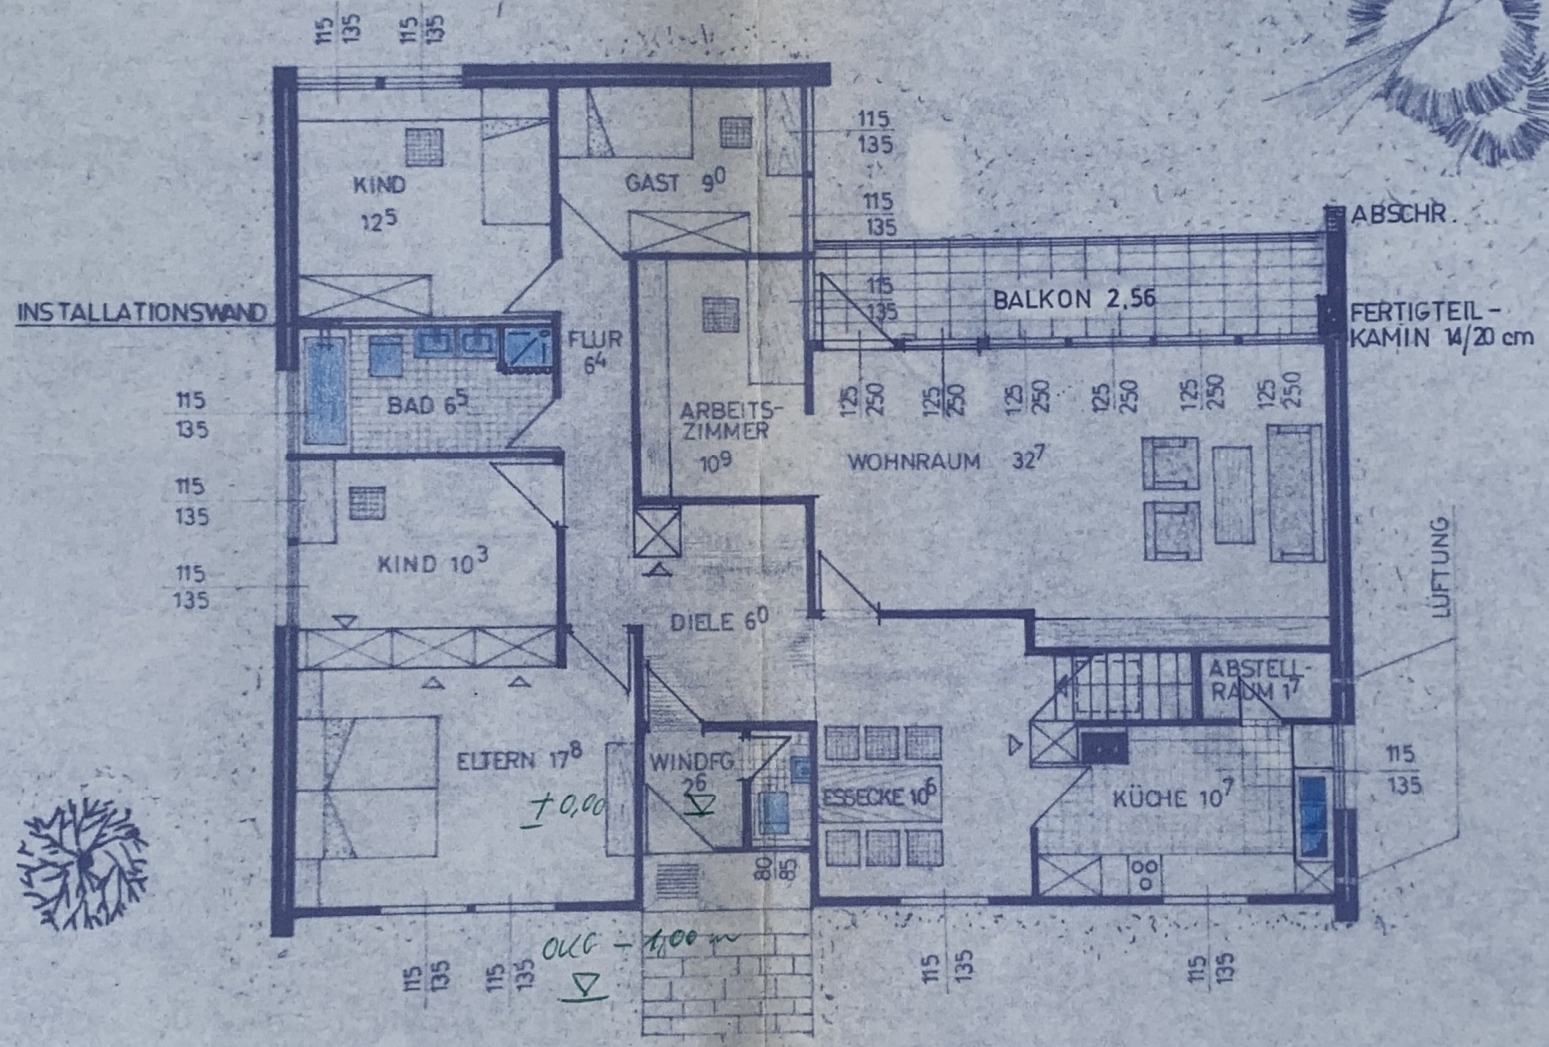 115
135
115
135
KIND
12⁵
GAST 9⁰
115
135
115
135
115
135
BALKON 2,56
ABSCHR.
FERTIGTEIL-
KAMIN 14/20 cm
INSTALLATIONSWAND
FLUR
6⁴
BAD 6⁵
115
135
ARBEITS-
ZIMMER
10⁹
125
250
125
250
125
250
125
250
125
250
125
250
WOHNRAUM 32⁷
115
135
KIND 10³
115
135
DIELE 6⁰
LÜFTUNG
ABSTELL-
RAUM 1⁷
ELTERN 17⁸
± 0,00
WINDFG.
2⁶
ESSECKE 10⁶
KÜCHE 10⁷
115
135
80
85
- 1,00 m
115
135
115
135
115
135
115
135